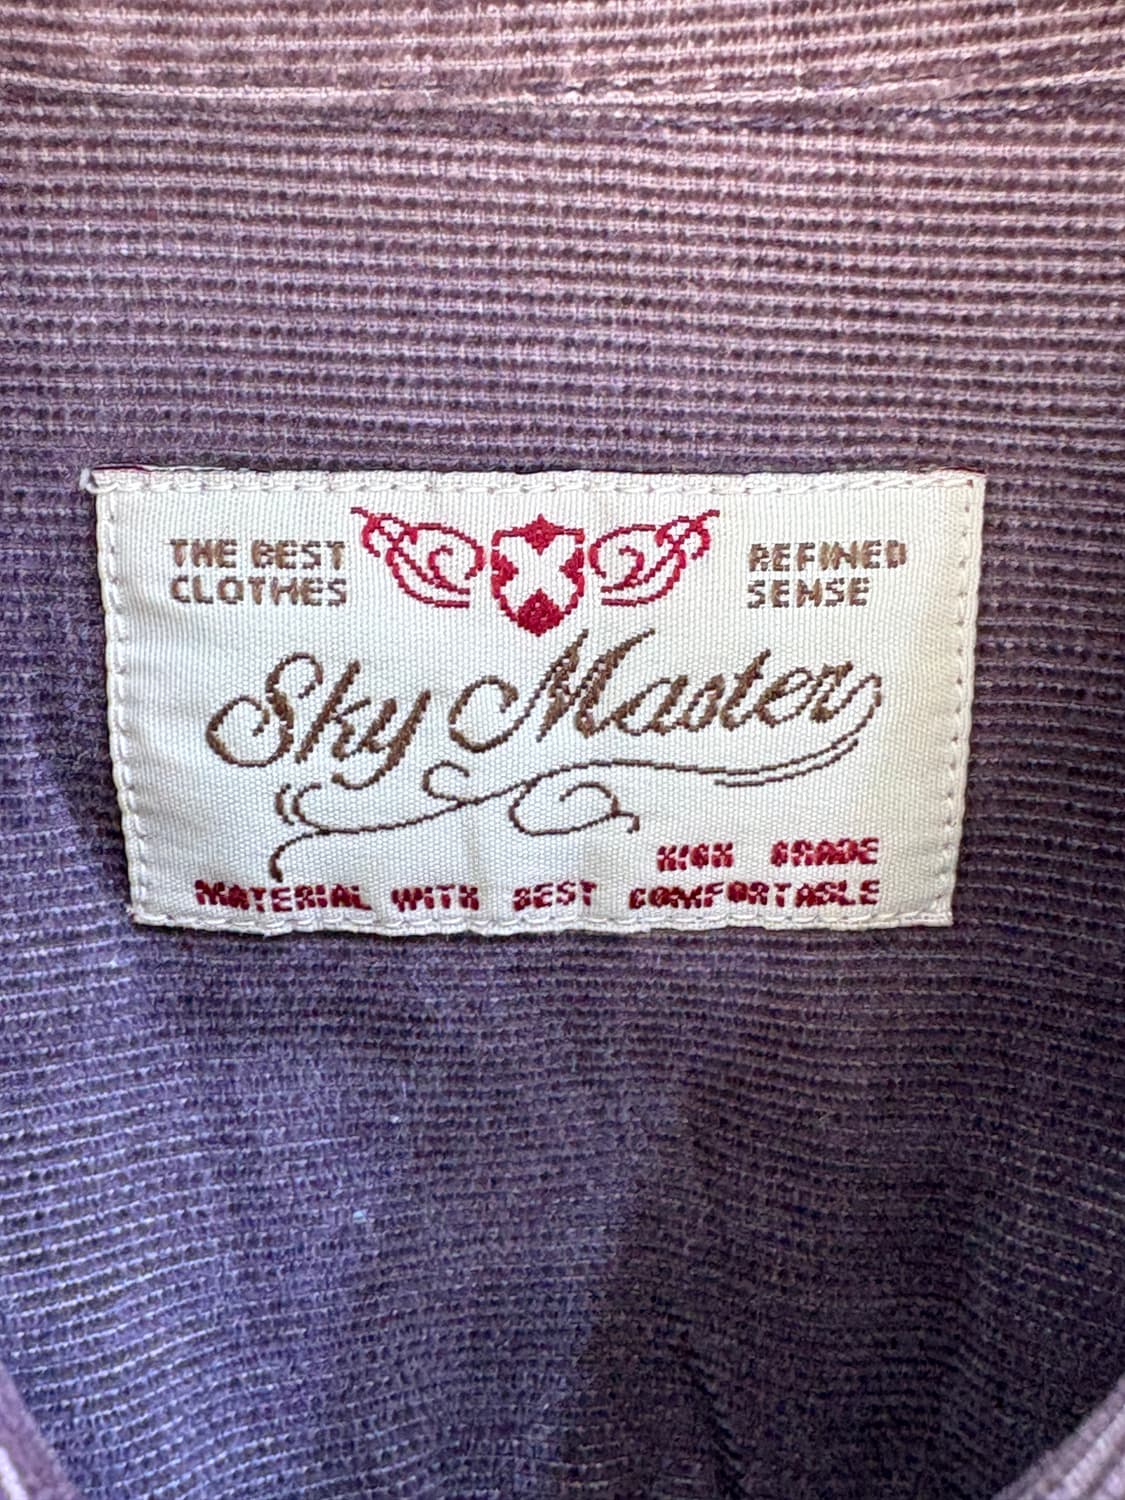 THE BEST
CLOTHES
REFINED
SENSE
Sky Master
HIGH GRADE
MATERIAL WITH BEST COMFORTABLE